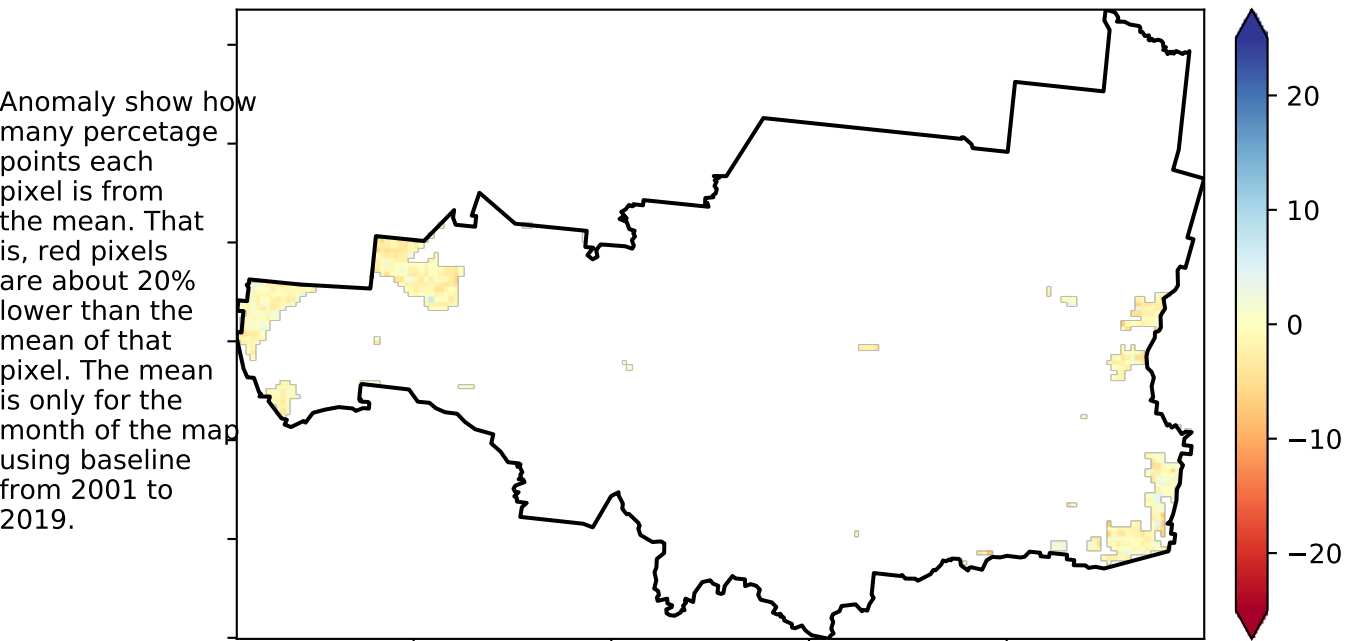 Anomaly show how
many percetage
points each
pixel is from
the mean. That
is, red pixels
are about 20%
lower than the
mean of that
pixel. The mean
is only for the
month of the map
using baseline
from 2001 to
2019.
20
10
0
−10
−20